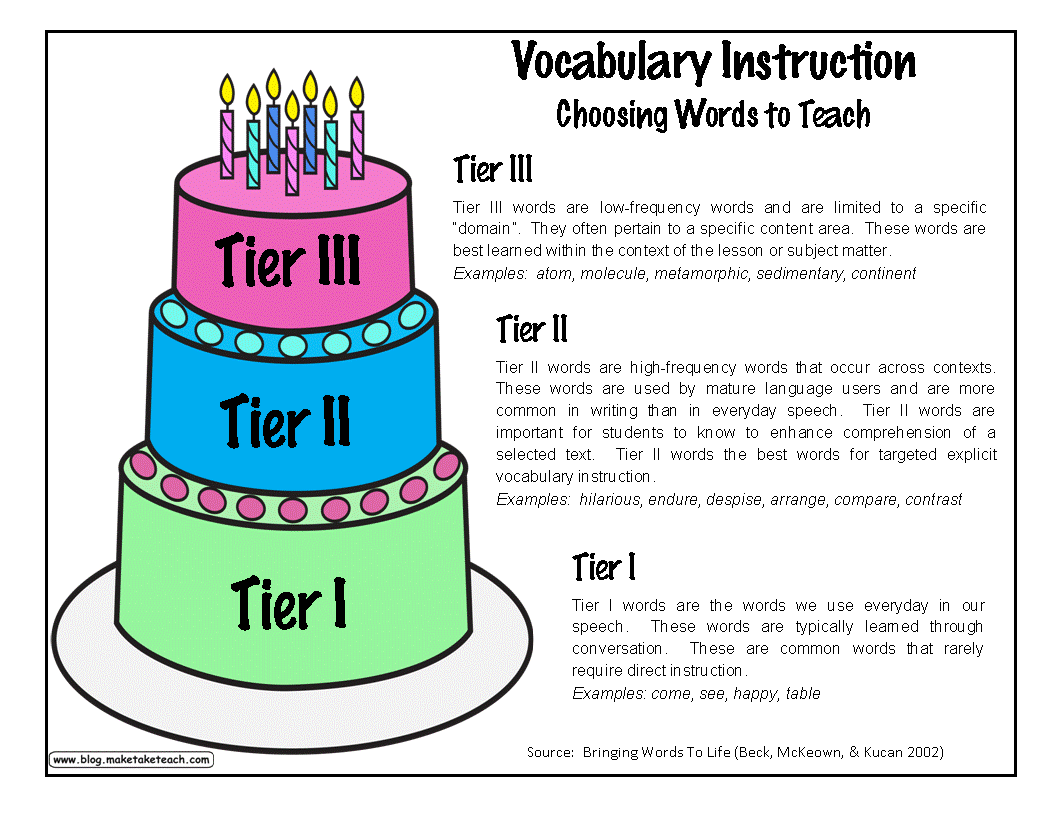 Vocabulary Instruction
Choosing Words to Teach
Tier III
Tier III words are low-frequency words and are limited to a specific
"domain". They often pertain to a specific content area. These words are
best learned within the context of the lesson or subject matter.
Examples: atom, molecule, metamorphic, sedimentary, continent
Tier II
Tier II words are high-frequency words that occur across contexts.
These words are used by mature language users and are more
common in writing than in everyday speech. Tier II words are
important for students to know to enhance comprehension of a
selected text. Tier II words the best words for targeted explicit
vocabulary instruction.
Examples: hilarious, endure, despise, arrange, compare, contrast
Tier I
Tier I words are the words we use everyday in our
speech. These words are typically learned through
conversation. These are common words that rarely
require direct instruction.
Examples: come, see, happy, table
Tier III
Tier II
Tier I
www.blog.maketaketeach.com
Source: Bringing Words To Life (Beck, McKeown, & Kucan 2002)